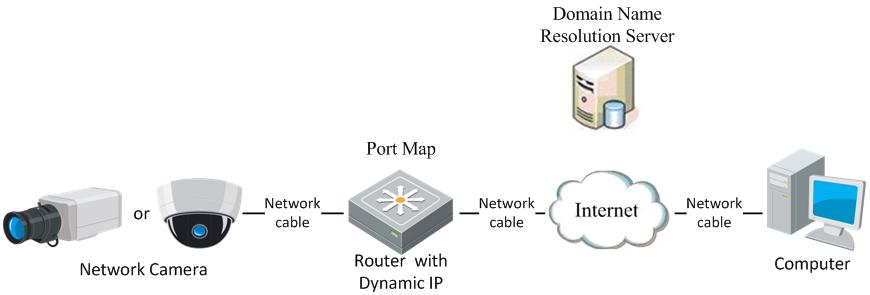 Domain Name
Resolution Server
Port Map
or
Network
cable
Network
cable
Internet
Network
cable
Network Camera
Router with
Dynamic IP
Computer